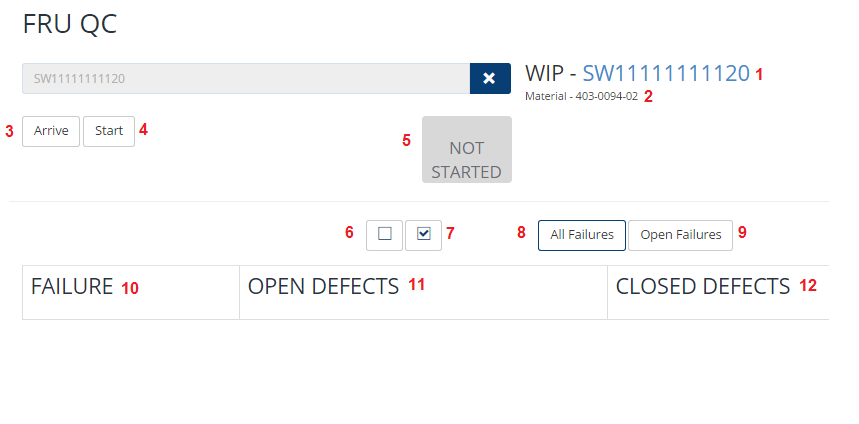 FRU QC
SW11111111120
WIP - SW11111111120 1
Material - 403-0094-02 2
3 Arrive Start 4
5 NOT
STARTED
6 7 8 All Failures Open Failures 9
FAILURE 10 OPEN DEFECTS 11 CLOSED DEFECTS 12